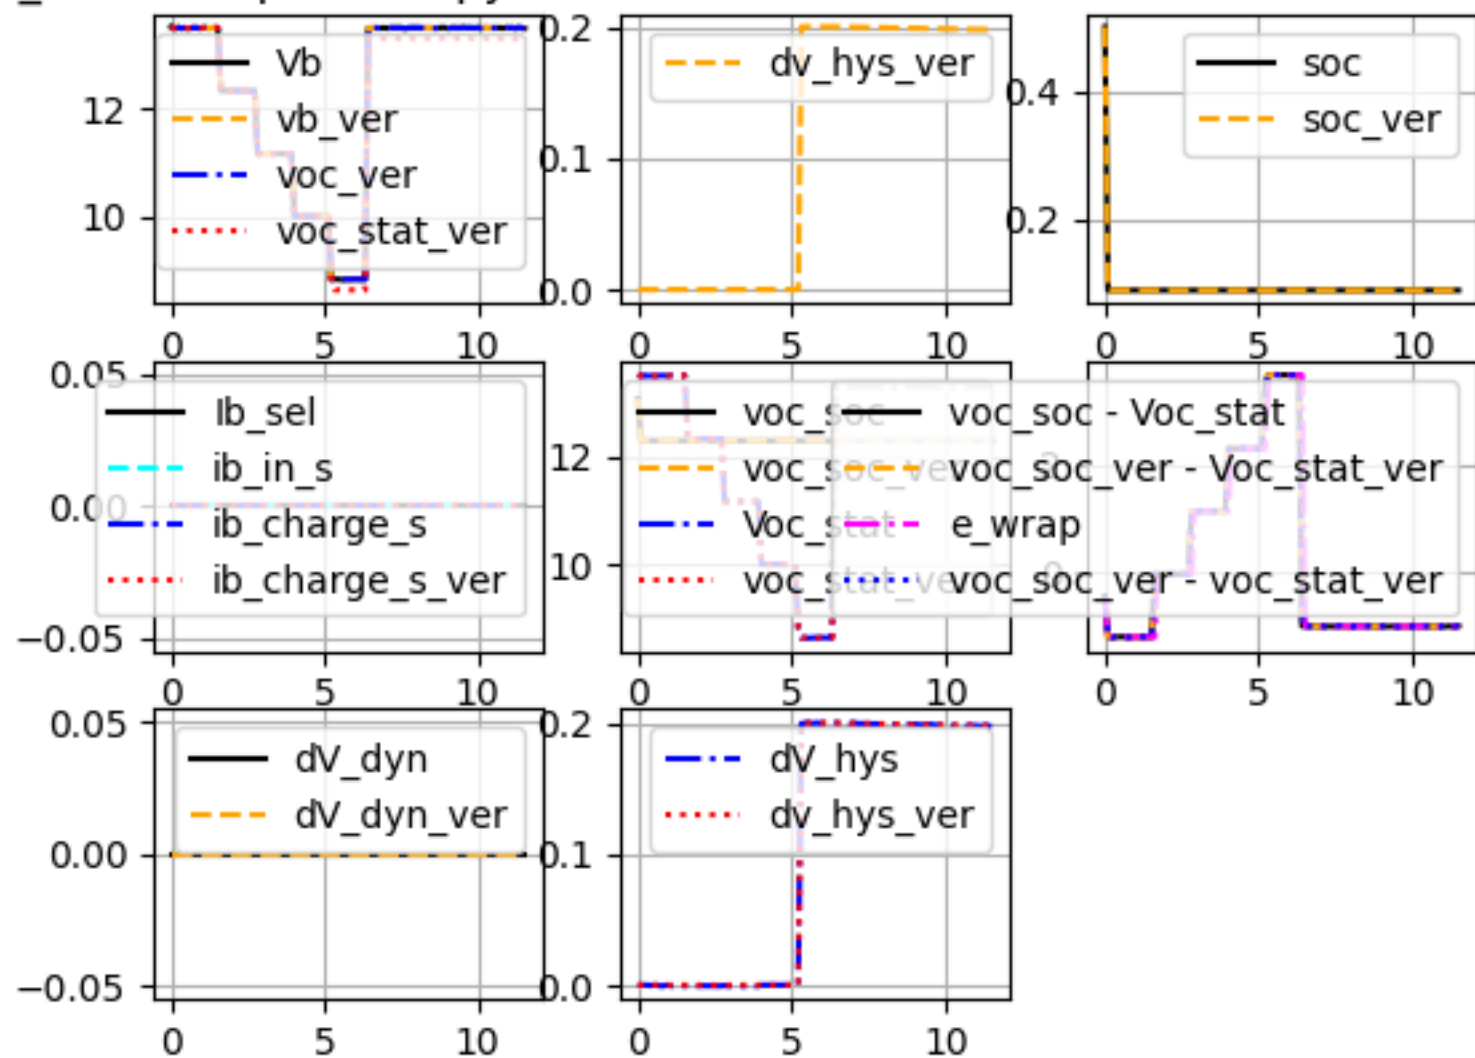 Vb
vb_ver
voc_ver
voc_stat_ver
12
10
0 5 10
dv_hys_ver
0.2
0.1
0.0
0 5 10
soc
soc_ver
0.4
0.2
0 5 10
0.05
0.00
−0.05
Ib_sel
ib_in_s
ib_charge_s
ib_charge_s_ver
0 5 10
12
10
voc_soc
voc_soc_ver
Voc_stat
voc_stat_ver
0 5 10
voc_soc - Voc_stat
voc_soc_ver - Voc_stat_ver
e_wrap
voc_soc_ver - voc_stat_ver
0 5 10
0.05
0.00
−0.05
dV_dyn
dV_dyn_ver
0 5 10
0.2
0.1
0.0
dV_hys
dv_hys_ver
0 5 10